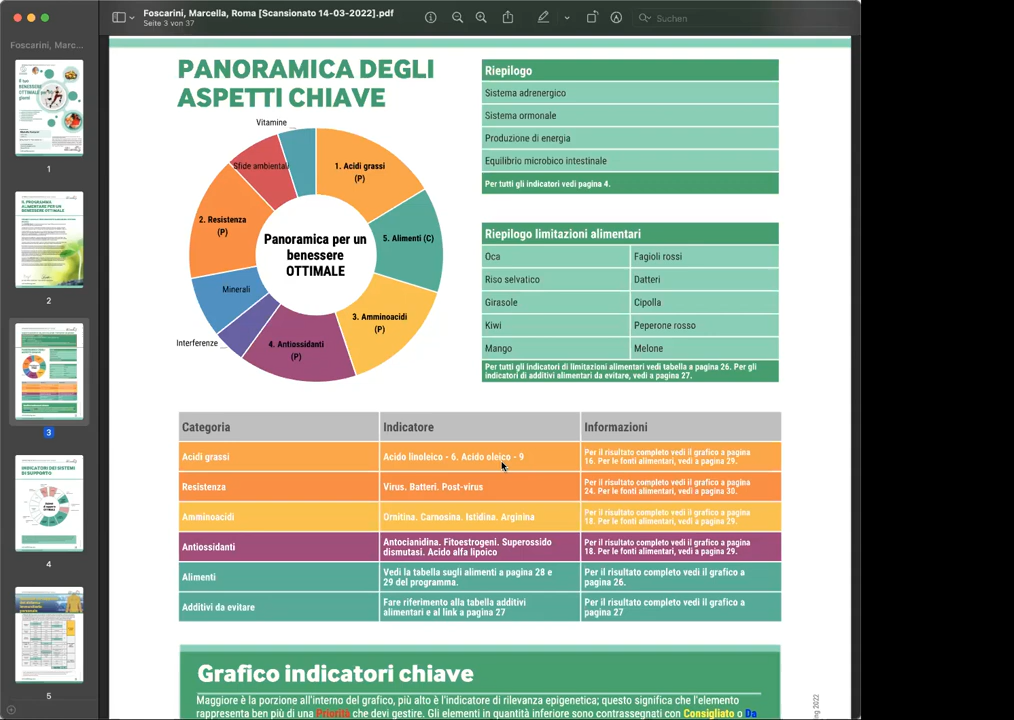 Foscarini, Marcella, Roma [Scansionato 14-03-2022].pdf
Seite 3 von 37
Suchen
Foscarini, Marc...
1
2
3
4
5
PANORAMICA DEGLI
ASPETTI CHIAVE
Vitamine
Sfide ambientali
1. Acidi grassi
(P)
2. Resistenza
(P)
5. Alimenti (C)
Panoramica per un
benessere
OTTIMALE
Minerali
3. Amminoacidi
(P)
Interferenze
4. Antiossidanti
(P)
Riepilogo
Sistema adrenergico
Sistema ormonale
Produzione di energia
Equilibrio microbico intestinale
Per tutti gli indicatori vedi pagina 4.
Riepilogo limitazioni alimentari
Oca Fagioli rossi
Riso selvatico Datteri
Girasole Cipolla
Kiwi Peperone rosso
Mango Melone
Per tutti gli indicatori di limitazioni alimentari vedi tabella a pagina 26. Per gli
indicatori di additivi alimentari da evitare, vedi a pagina 27.
Categoria Indicatore Informazioni
Acidi grassi Acido linoleico - 6. Acido oleico - 9 Per il risultato completo vedi il grafico a pagina
16. Per le fonti alimentari, vedi a pagina 29.
Resistenza Virus. Batteri. Post-virus Per il risultato completo vedi il grafico a pagina
24. Per le fonti alimentari, vedi a pagina 30.
Amminoacidi Ornitina. Carnosina. Istidina. Arginina Per il risultato completo vedi il grafico a pagina
18. Per le fonti alimentari, vedi a pagina 29.
Antiossidanti Antocianidina. Fitoestrogeni. Superossido Per il risultato completo vedi il grafico a pagina
dismutasi. Acido alfa lipoico 18. Per le fonti alimentari, vedi a pagina 29.
Alimenti Vedi la tabella sugli alimenti a pagina 28 e Per il risultato completo vedi il grafico a
29 del programma. pagina 26.
Additivi da evitare Fare riferimento alla tabella additivi Per il risultato completo vedi il grafico a
alimentari e al link a pagina 27 pagina 27
Grafico indicatori chiave
Maggiore è la porzione all'interno del grafico, più alto è l'indicatore di rilevanza epigenetica; questo significa che l'elemento
rappresenta ben più di una Priorità che devi gestire. Gli elementi in quantità inferiore sono contrassegnati con Consigliato o Da
2022